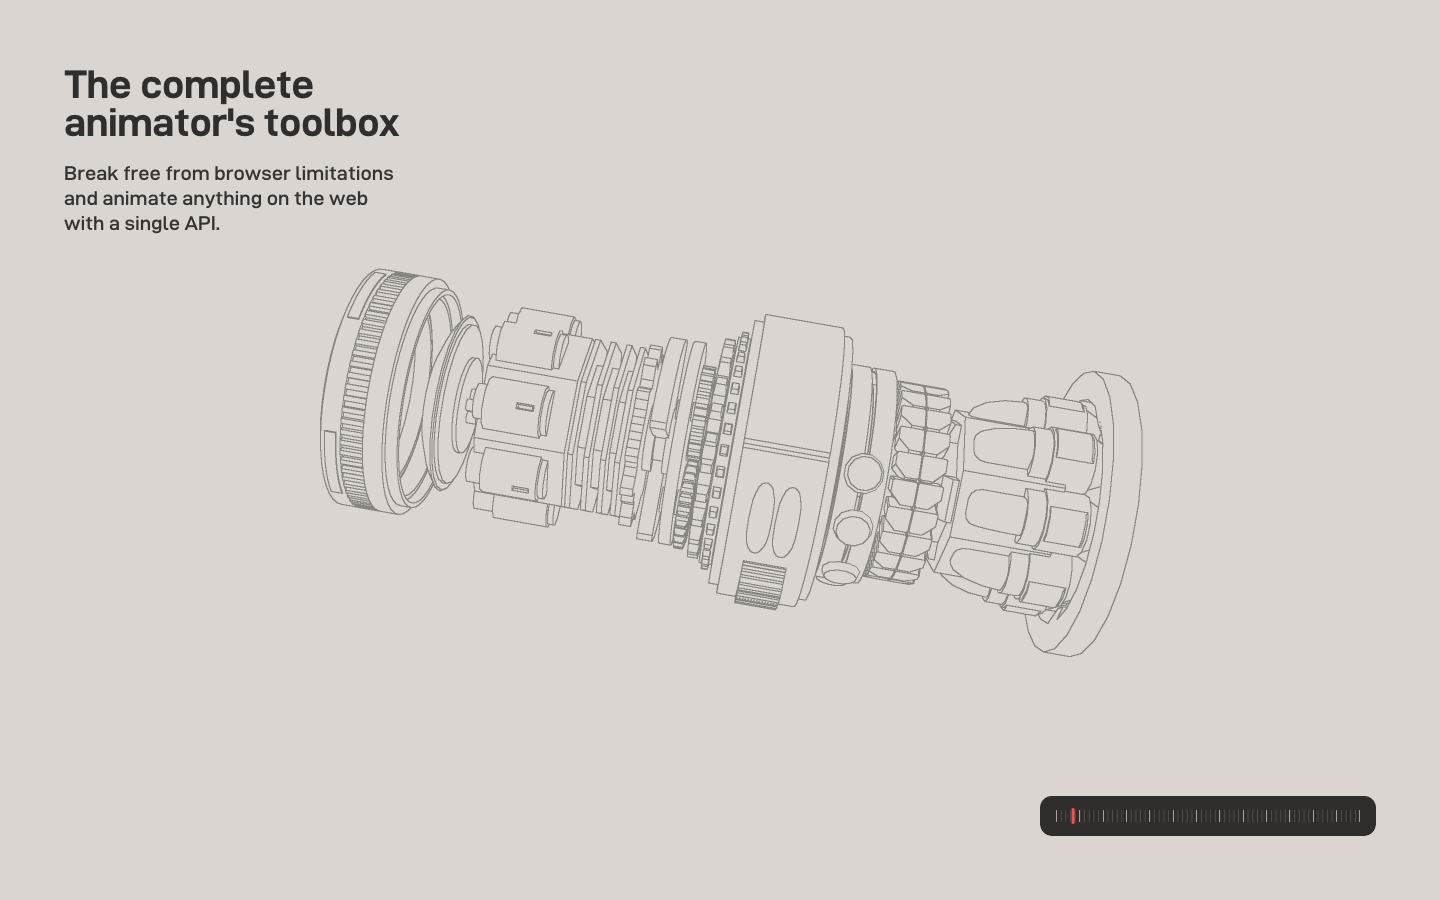 The complete
animator's toolbox
Break free from browser limitations
and animate anything on the web
with a single API.